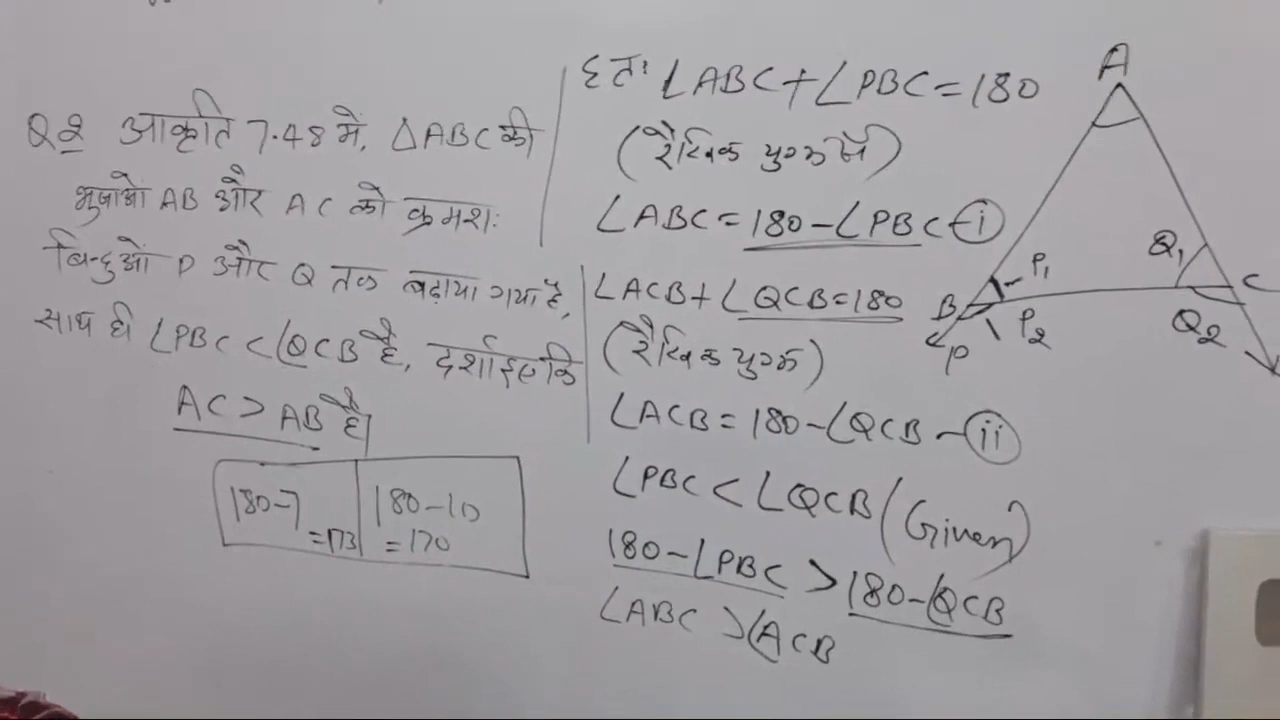 Q2 आकृति 7.48 में, △ABC की
भुजाओं AB और AC को क्रमशः
बिन्दुओं P और Q तक बढ़ाया गया है,
साथ ही ∠PBC < ∠QCB है, दर्शाइए कि
AC > AB है।
180-7
=173
180-10
=170
हलः ∠ABC + ∠PBC = 180
(रैखिक युग्म से)
∠ABC = 180 - ∠PBC - i
∠ACB + ∠QCB = 180
(रैखिक युग्म)
∠ACB = 180 - ∠QCB - ii
∠PBC < ∠QCB (Given)
180 - ∠PBC > 180 - ∠QCB
∠ABC > ∠ACB
A
Q1
P1
C
B
P2
Q2
P